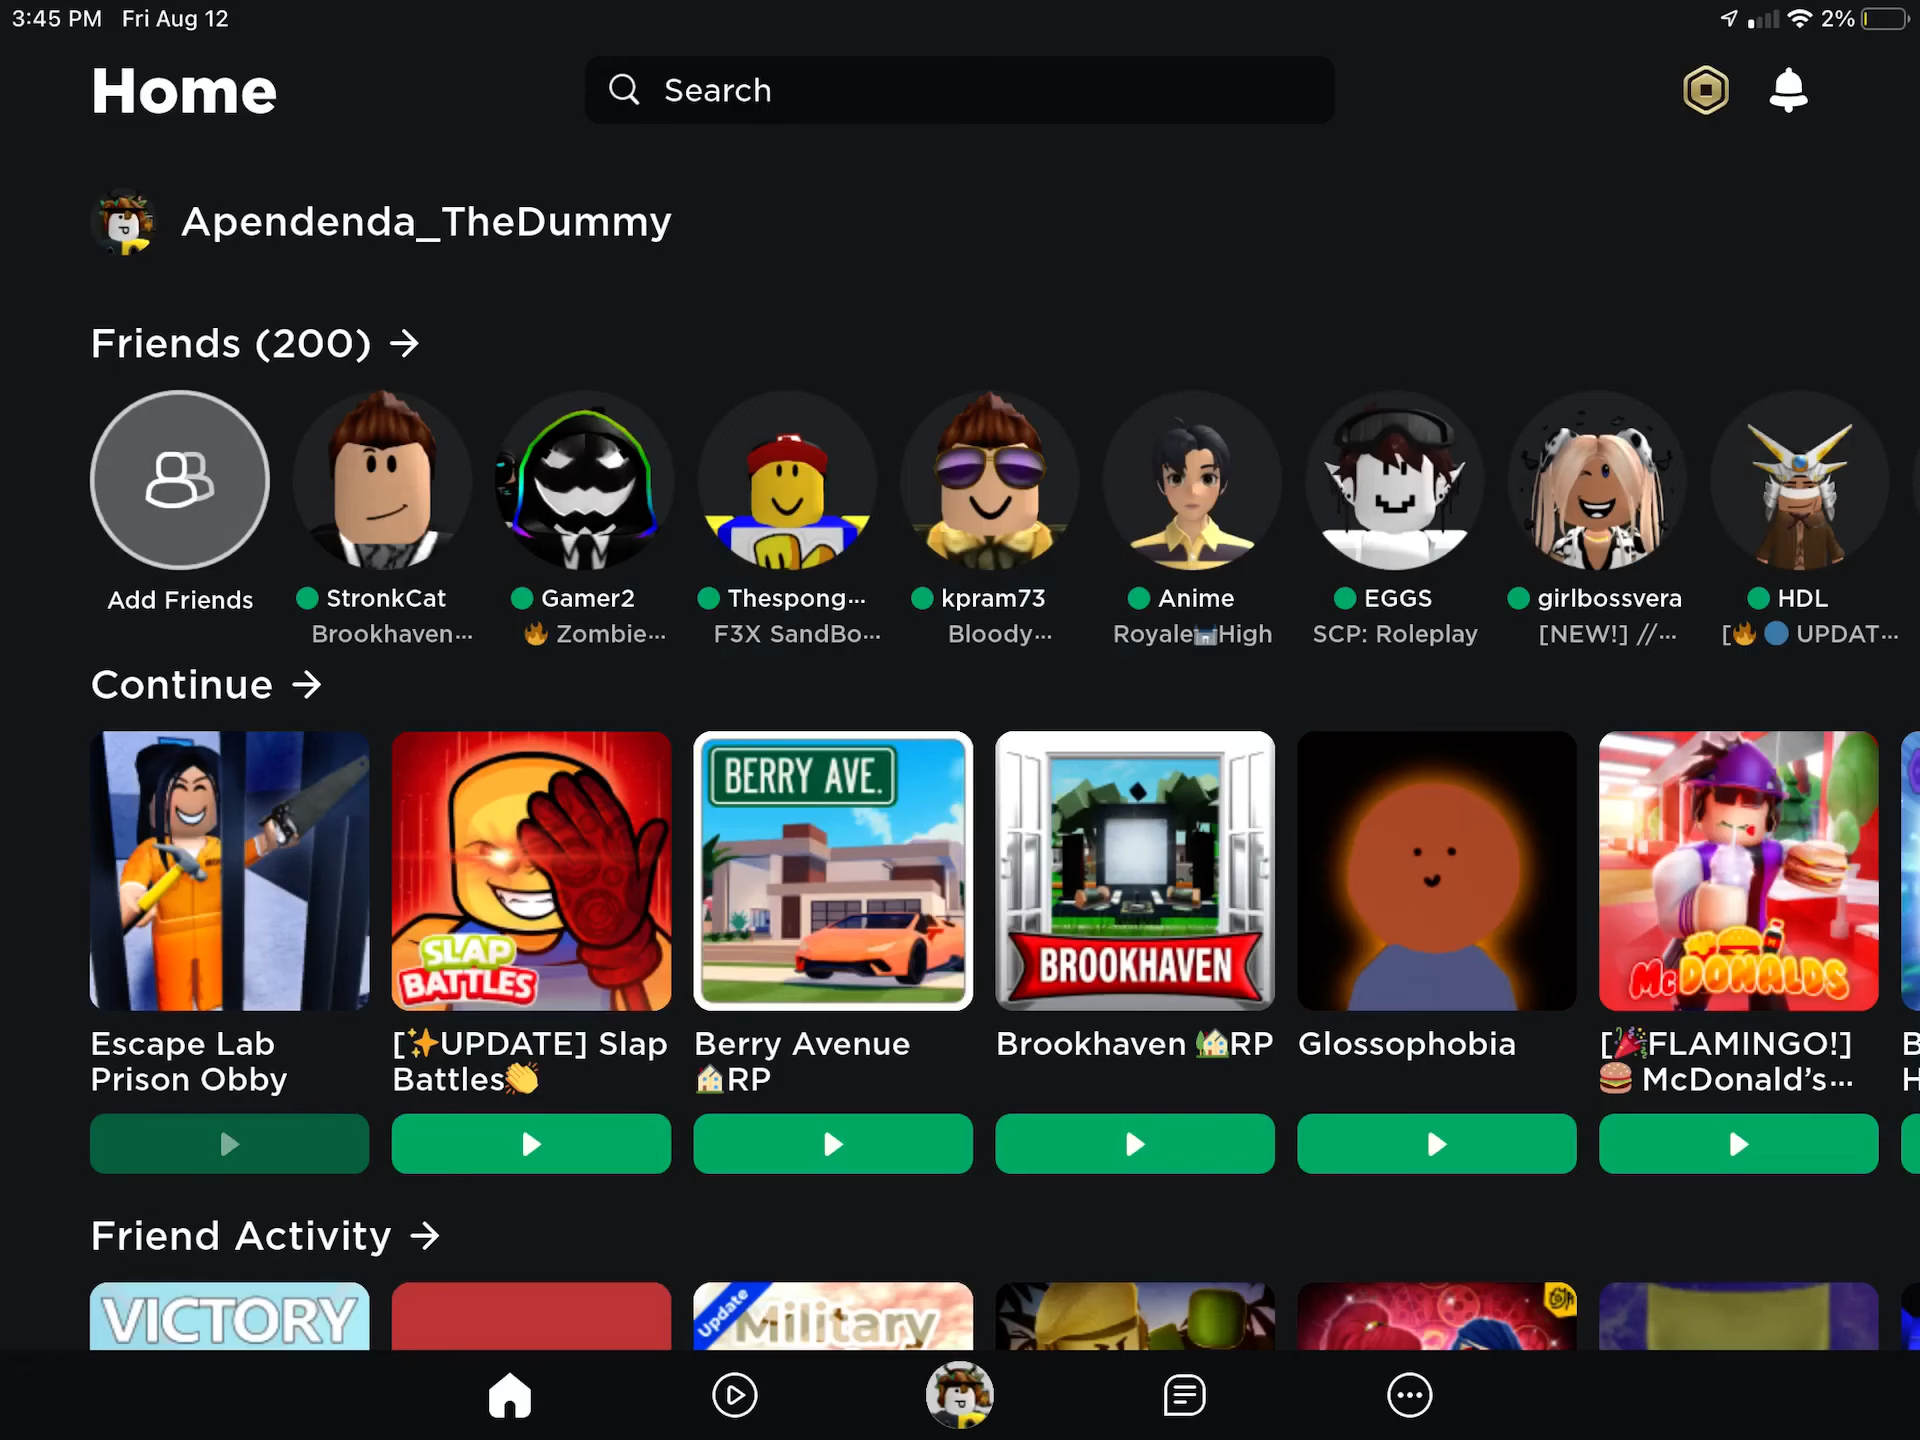 3:45 PM Fri Aug 12
2%
Home
Search
Apendenda_TheDummy
Friends (200) →
Add Friends
StronkCat
Brookhaven...
Gamer2
🔥 Zombie...
Thespong...
F3X SandBo...
kpram73
Bloody...
Anime
Royale🏰High
EGGS
SCP: Roleplay
girlbossvera
[NEW!] //...
HDL
[🔥🔵 UPDAT...
Continue →
SLAP
BATTLES
BERRY AVE.
BROOKHAVEN
McDONALDS
Escape Lab
Prison Obby
[✨UPDATE] Slap
Battles👏
Berry Avenue
🏠RP
Brookhaven 🏡RP
Glossophobia
[🎉FLAMINGO!]
🍔 McDonald's...
B
H
Friend Activity →
VICTORY
Update
Military